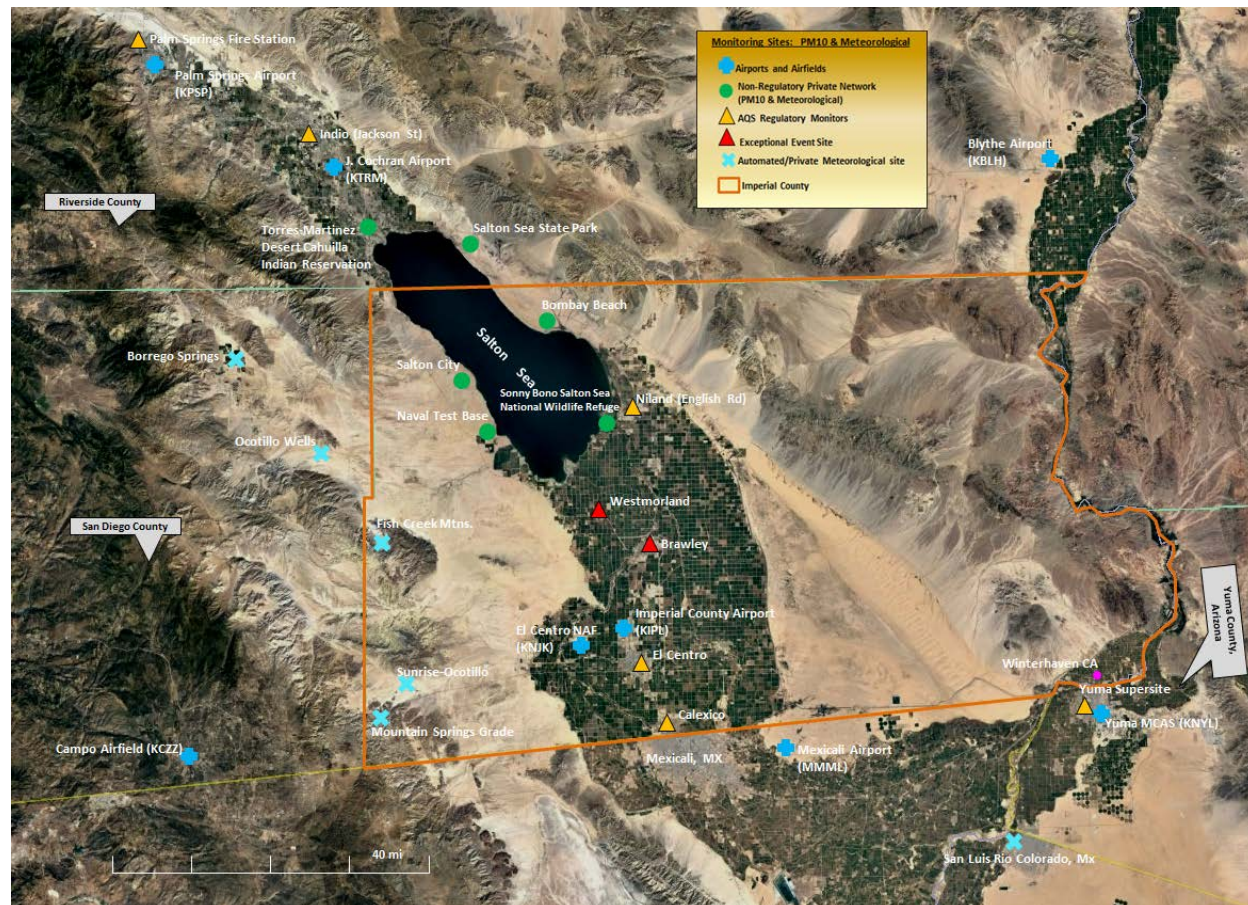 Palm Springs Fire Station
Palm Springs Airport
(KPSP)
Indio (Jackson St)
J. Cochran Airport
(KTRM)
Riverside County
Torres-Martinez
Desert Cahuilla
Indian Reservation
Salton Sea State Park
Monitoring Sites: PM10 & Meteorological
Airports and Airfields
Non-Regulatory Private Network
(PM10 & Meteorological)
AQS Regulatory Monitors
Exceptional Event Site
Automated/Private Meteorological site
Imperial County
Blythe Airport
(KBLH)
Bombay Beach
Salton Sea
Borrego Springs
Salton City
Sonny Bono Salton Sea
National Wildlife Refuge
Niland (English Rd)
Naval Test Base
Ocotillo Wells
Westmorland
San Diego County
Fish Creek Mtns.
Brawley
Imperial County Airport
(KIPL)
El Centro NAF
(KNJK)
El Centro
Yuma County,
Arizona
Winterhaven CA
Sunrise-Ocotillo
Yuma Supersite
Calexico
Yuma MCAS (KNYL)
Mountain Springs Grade
Campo Airfield (KCZZ)
Mexicali, MX
Mexicali Airport
(MMML)
40 mi
San Luis Rio Colorado, Mx